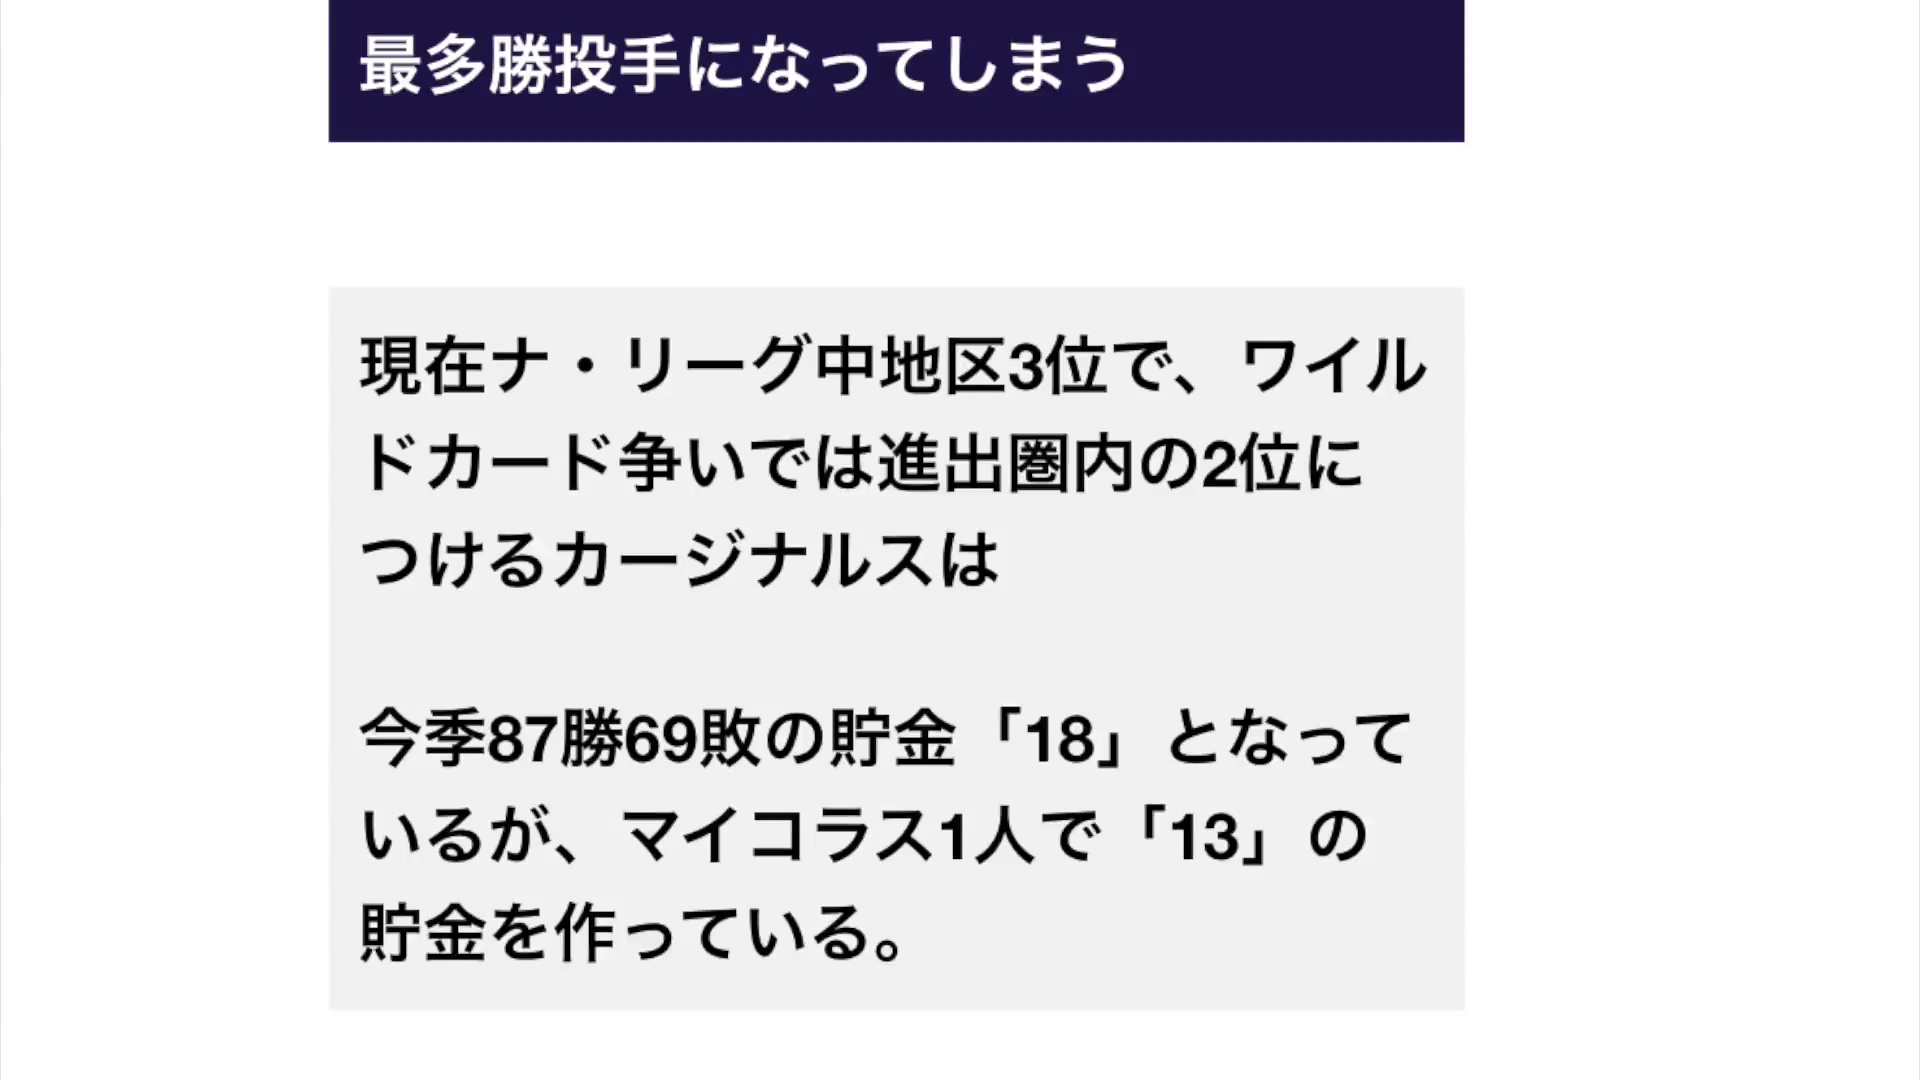 最多勝投手になってしまう
現在ナ・リーグ中地区3位で、ワイル
ドカード争いでは進出圏内の2位に
つけるカージナルスは
今季87勝69敗の貯金「18」となって
いるが、マイコラス1人で「13」の
貯金を作っている。